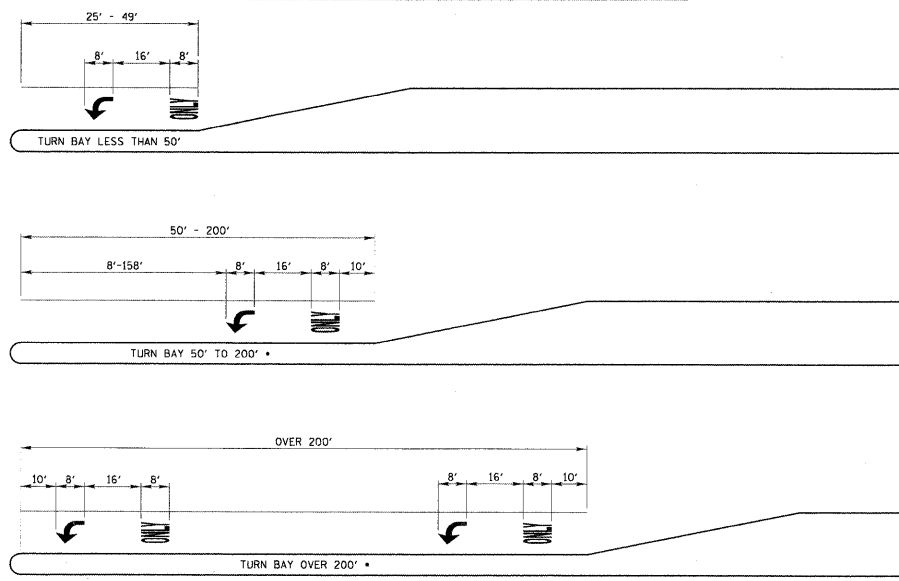 25' - 49'
8' 16' 8'
ONLY
TURN BAY LESS THAN 50'
50' - 200'
8'-158' 8' 16' 8' 10'
ONLY
TURN BAY 50' TO 200' •
OVER 200'
10' 8' 16' 8' 8' 16' 8' 10'
ONLY ONLY
TURN BAY OVER 200' •